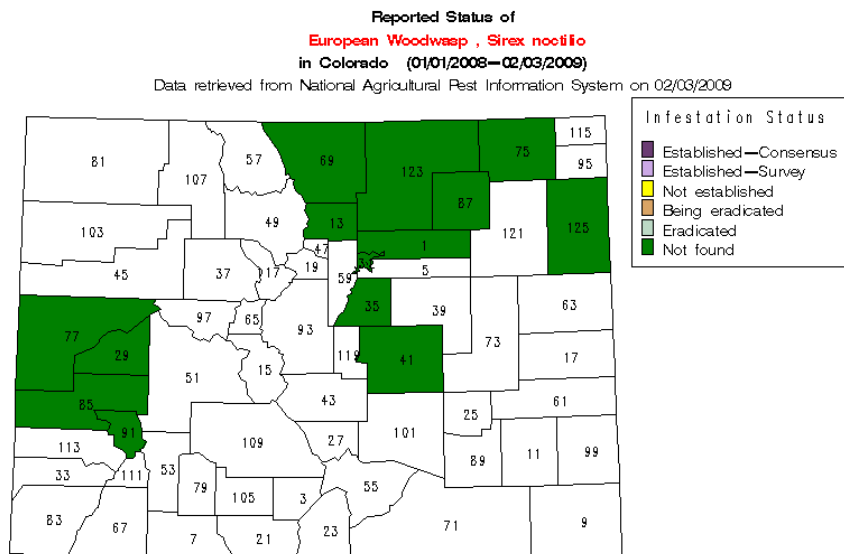 Reported Status of
European Woodwasp , Sirex noctilio
in Colorado (01/01/2008—02/03/2009)
Data retrieved from National Agricultural Pest Information System on 02/03/2009
Infestation Status
Established—Consensus
Established—Survey
Not established
Being eradicated
Eradicated
Not found
115
81 57 69 123 75 95
107
87
103 49 13 121 125
47 1
45 37 17 19 59 5
77 97 65 93 35 39 63
29 119 41 73 17
51 15
85 43 25 61
91 109 27 101
113 53 89 11 99
33 111 79 105 3 55
83 67 7 21 23 71 9